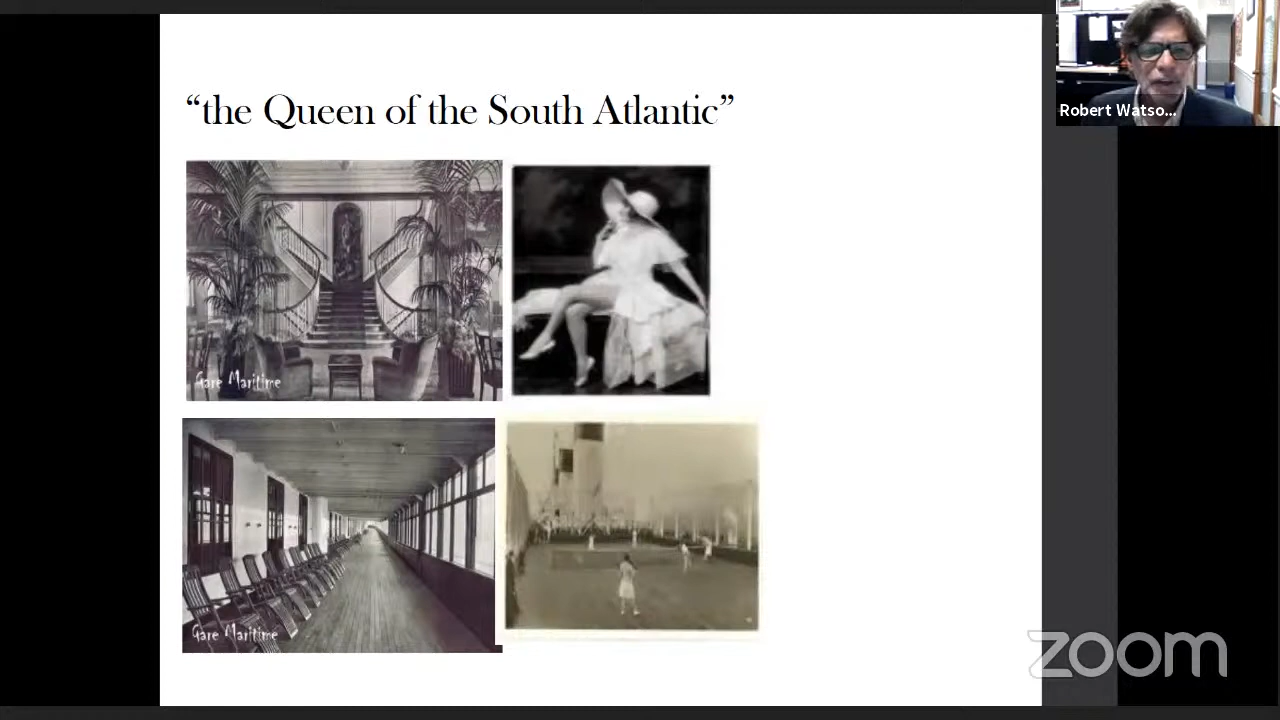 “the Queen of the South Atlantic”
Robert Watso...
Gare Maritime
Gare Maritime
zoom